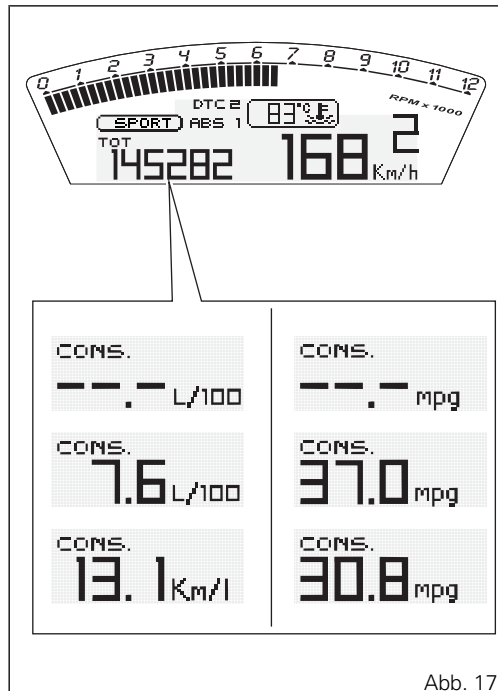 0 1 2 3 4 5 6 7 8 9 10 11 12
RPM x 1000
DTC 2
83°C
SPORT ABS 1
2
TOT
145282
168 Km/h
CONS.
--.- L/100
CONS.
7.6 L/100
CONS.
13.1 Km/l
CONS.
--.- mpg
CONS.
37.0 mpg
CONS.
30.8 mpg
Abb. 17